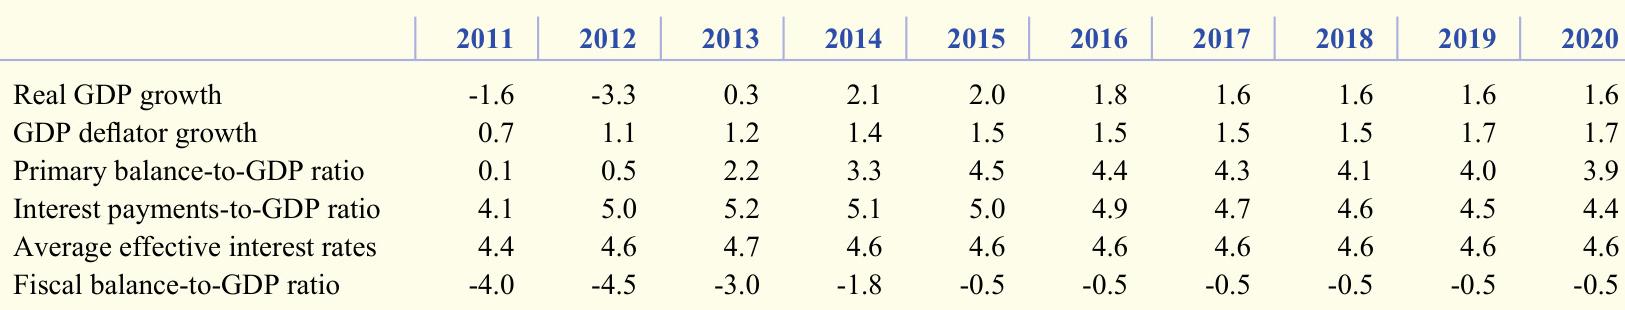 2011 2012 2013 2014 2015 2016 2017 2018 2019 2020
Real GDP growth -1.6 -3.3 0.3 2.1 2.0 1.8 1.6 1.6 1.6 1.6
GDP deflator growth 0.7 1.1 1.2 1.4 1.5 1.5 1.5 1.5 1.7 1.7
Primary balance-to-GDP ratio 0.1 0.5 2.2 3.3 4.5 4.4 4.3 4.1 4.0 3.9
Interest payments-to-GDP ratio 4.1 5.0 5.2 5.1 5.0 4.9 4.7 4.6 4.5 4.4
Average effective interest rates 4.4 4.6 4.7 4.6 4.6 4.6 4.6 4.6 4.6 4.6
Fiscal balance-to-GDP ratio -4.0 -4.5 -3.0 -1.8 -0.5 -0.5 -0.5 -0.5 -0.5 -0.5